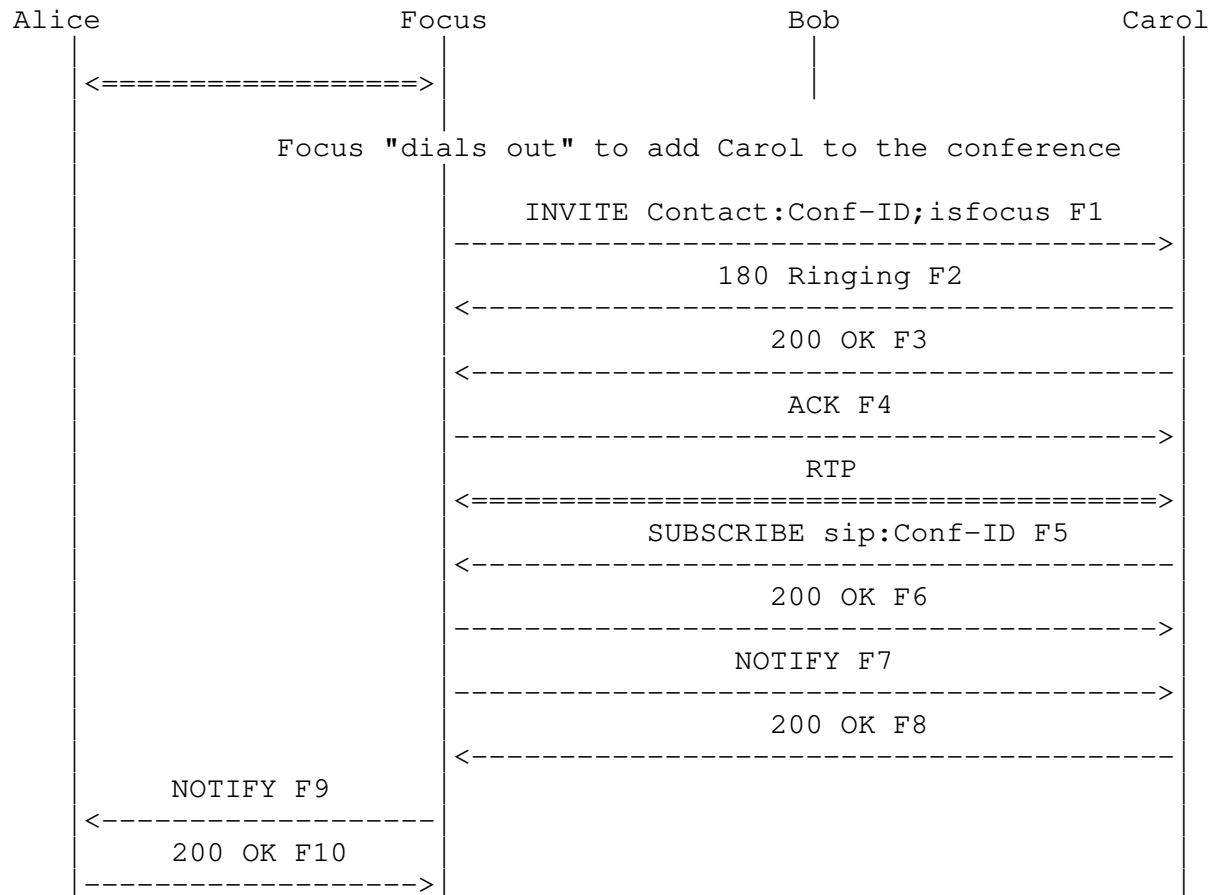 Alice Focus Bob Carol
<==================>
Focus "dials out" to add Carol to the conference
INVITE Contact:Conf-ID;isfocus F1
---------------------------------------->
180 Ringing F2
<----------------------------------------
200 OK F3
<----------------------------------------
ACK F4
---------------------------------------->
RTP
<=======================================>
SUBSCRIBE sip:Conf-ID F5
<----------------------------------------
200 OK F6
---------------------------------------->
NOTIFY F7
---------------------------------------->
200 OK F8
<----------------------------------------
NOTIFY F9
<-------------------
200 OK F10
------------------->